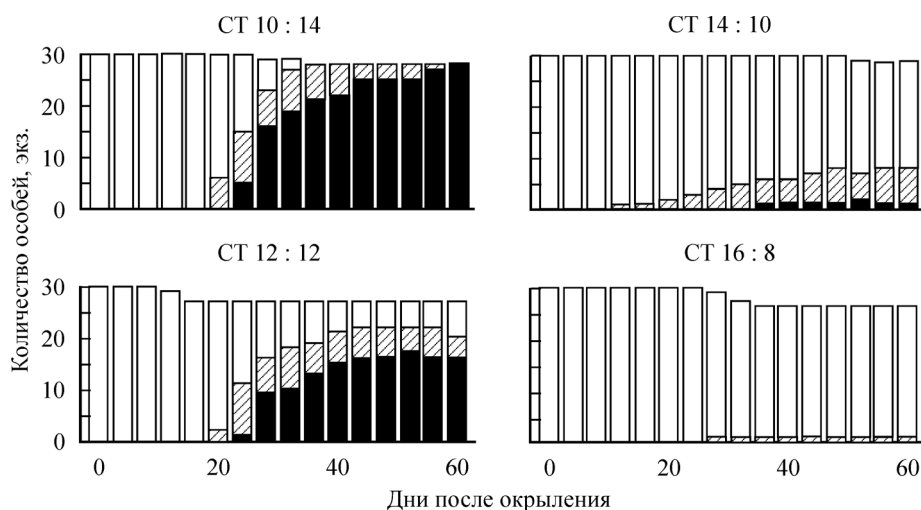 СТ 10 : 14
СТ 14 : 10
30
20
10
0
СТ 12 : 12
СТ 16 : 8
30
20
10
0
0 20 40 60
0 20 40 60
Количество особей, экз.
Дни после окрыления